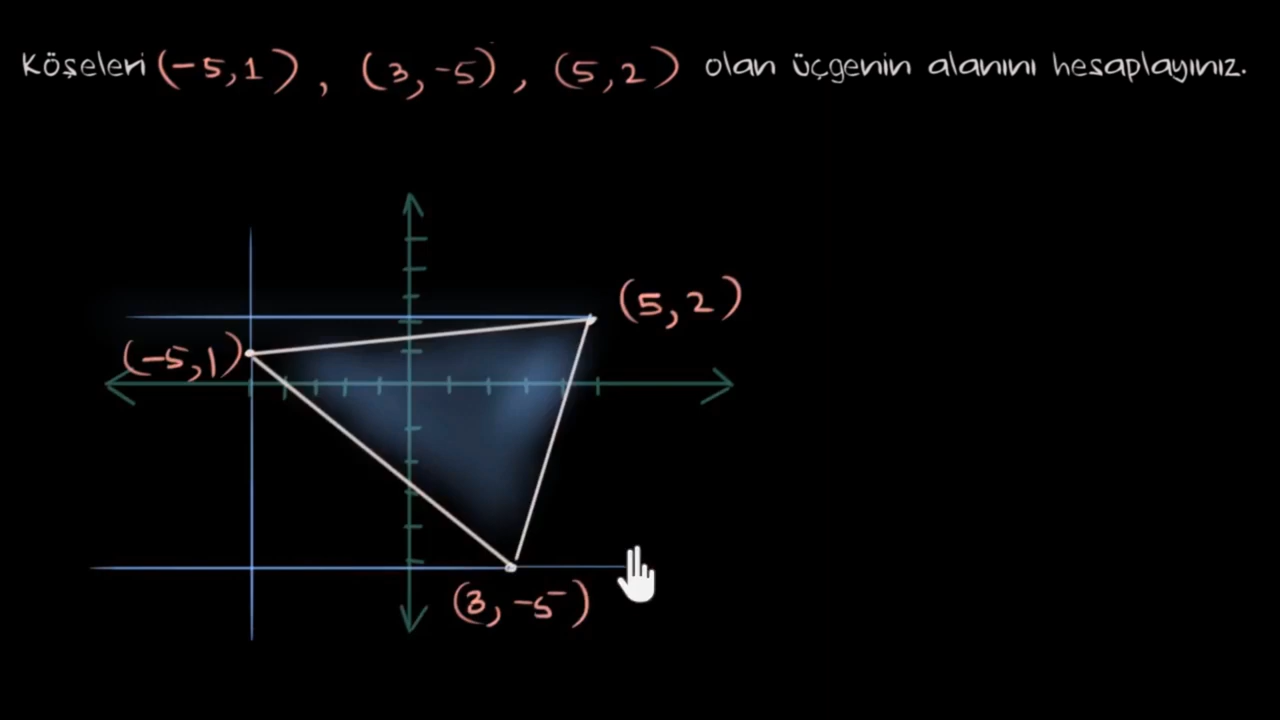 Köşeleri (-5,1), (3,-5), (5,2) olan üçgenin alanını hesaplayınız.
(5,2)
(-5,1)
(3,-5)